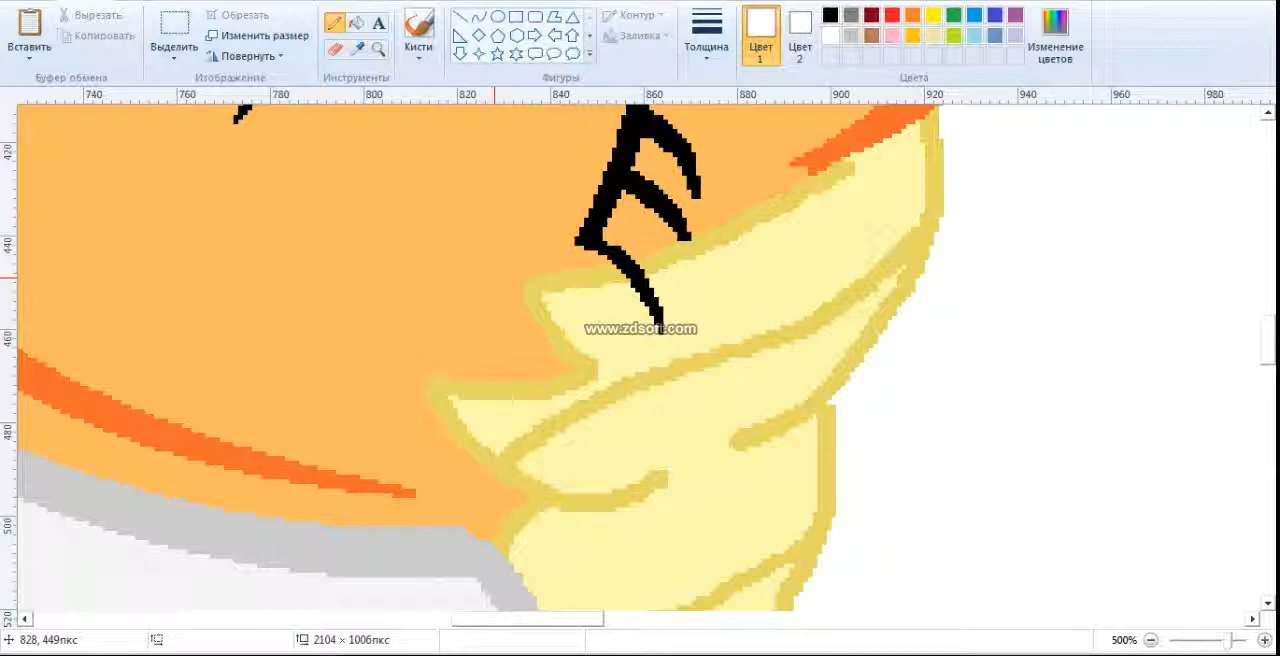 Вставить
Вырезать
Копировать
Буфер обмена
Выделить
Обрезать
Изменить размер
Повернуть
Изображение
A
Инструменты
Кисти
Контур
Заливка
Фигуры
Толщина
Цвет 1
Цвет 2
Изменение цветов
Цвета
740 760 780 800 820 840 860 880 900 920 940 960 980
420
440
460
480
500
520
www.zdsoft.com
828, 449пкс
2104 × 1006пкс
500%